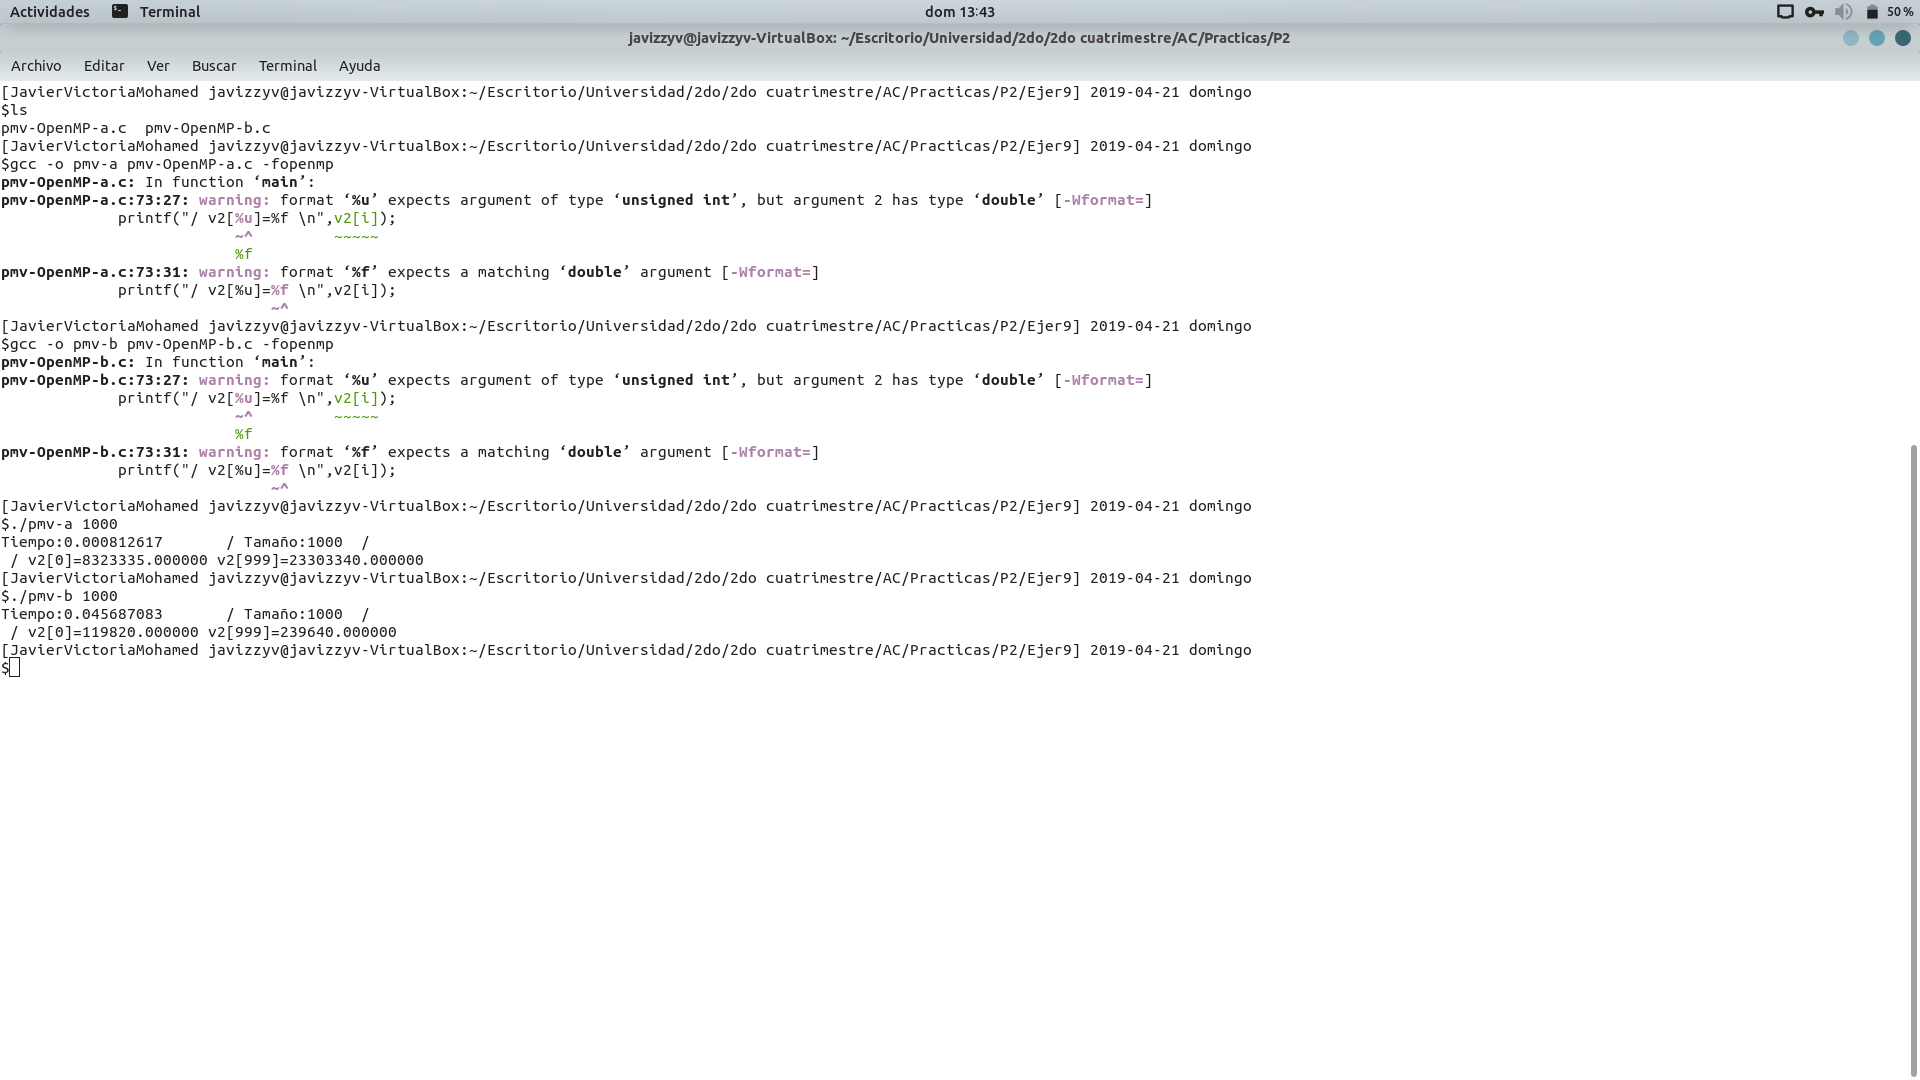 Actividades Terminal dom 13:43 50 %
javizzyv@javizzyv-VirtualBox: ~/Escritorio/Universidad/2do/2do cuatrimestre/AC/Practicas/P2
Archivo Editar Ver Buscar Terminal Ayuda
[JavierVictoriaMohamed javizzyv@javizzyv-VirtualBox:~/Escritorio/Universidad/2do/2do cuatrimestre/AC/Practicas/P2/Ejer9] 2019-04-21 domingo
$ls
pmv-OpenMP-a.c  pmv-OpenMP-b.c
[JavierVictoriaMohamed javizzyv@javizzyv-VirtualBox:~/Escritorio/Universidad/2do/2do cuatrimestre/AC/Practicas/P2/Ejer9] 2019-04-21 domingo
$gcc -o pmv-a pmv-OpenMP-a.c -fopenmp
pmv-OpenMP-a.c: In function ‘main’:
pmv-OpenMP-a.c:73:27: warning: format ‘%u’ expects argument of type ‘unsigned int’, but argument 2 has type ‘double’ [-Wformat=]
             printf("/ v2[%u]=%f \n",v2[i]);
                          ~^         ~~~~~
                          %f
pmv-OpenMP-a.c:73:31: warning: format ‘%f’ expects a matching ‘double’ argument [-Wformat=]
             printf("/ v2[%u]=%f \n",v2[i]);
                              ~^
[JavierVictoriaMohamed javizzyv@javizzyv-VirtualBox:~/Escritorio/Universidad/2do/2do cuatrimestre/AC/Practicas/P2/Ejer9] 2019-04-21 domingo
$gcc -o pmv-b pmv-OpenMP-b.c -fopenmp
pmv-OpenMP-b.c: In function ‘main’:
pmv-OpenMP-b.c:73:27: warning: format ‘%u’ expects argument of type ‘unsigned int’, but argument 2 has type ‘double’ [-Wformat=]
             printf("/ v2[%u]=%f \n",v2[i]);
                          ~^         ~~~~~
                          %f
pmv-OpenMP-b.c:73:31: warning: format ‘%f’ expects a matching ‘double’ argument [-Wformat=]
             printf("/ v2[%u]=%f \n",v2[i]);
                              ~^
[JavierVictoriaMohamed javizzyv@javizzyv-VirtualBox:~/Escritorio/Universidad/2do/2do cuatrimestre/AC/Practicas/P2/Ejer9] 2019-04-21 domingo
$./pmv-a 1000
Tiempo:0.000812617       / Tamaño:1000  /
 / v2[0]=8323335.000000 v2[999]=23303340.000000
[JavierVictoriaMohamed javizzyv@javizzyv-VirtualBox:~/Escritorio/Universidad/2do/2do cuatrimestre/AC/Practicas/P2/Ejer9] 2019-04-21 domingo
$./pmv-b 1000
Tiempo:0.045687083       / Tamaño:1000  /
 / v2[0]=119820.000000 v2[999]=239640.000000
[JavierVictoriaMohamed javizzyv@javizzyv-VirtualBox:~/Escritorio/Universidad/2do/2do cuatrimestre/AC/Practicas/P2/Ejer9] 2019-04-21 domingo
$